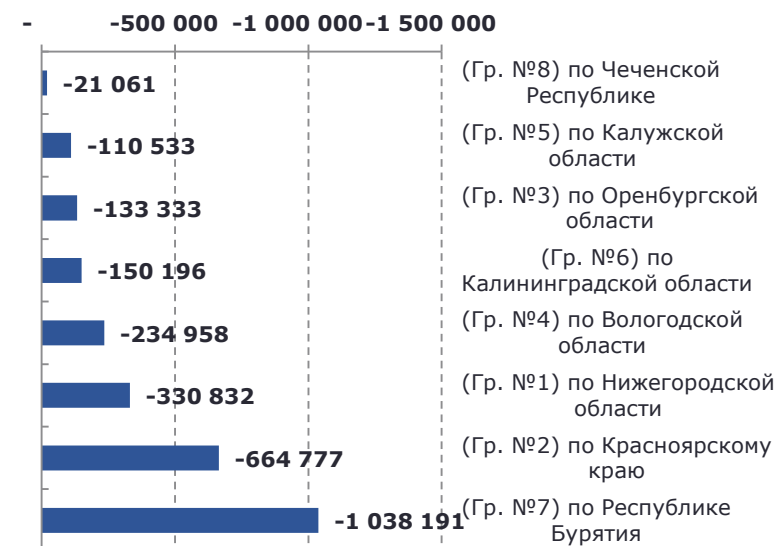 - -500 000 -1 000 000 -1 500 000
-21 061
(Гр. №8) по Чеченской
Республике
-110 533
(Гр. №5) по Калужской
области
-133 333
(Гр. №3) по Оренбургской
области
-150 196
(Гр. №6) по
Калининградской области
-234 958
(Гр. №4) по Вологодской
области
-330 832
(Гр. №1) по Нижегородской
области
-664 777
(Гр. №2) по Красноярскому
краю
-1 038 191
(Гр. №7) по Республике
Бурятия